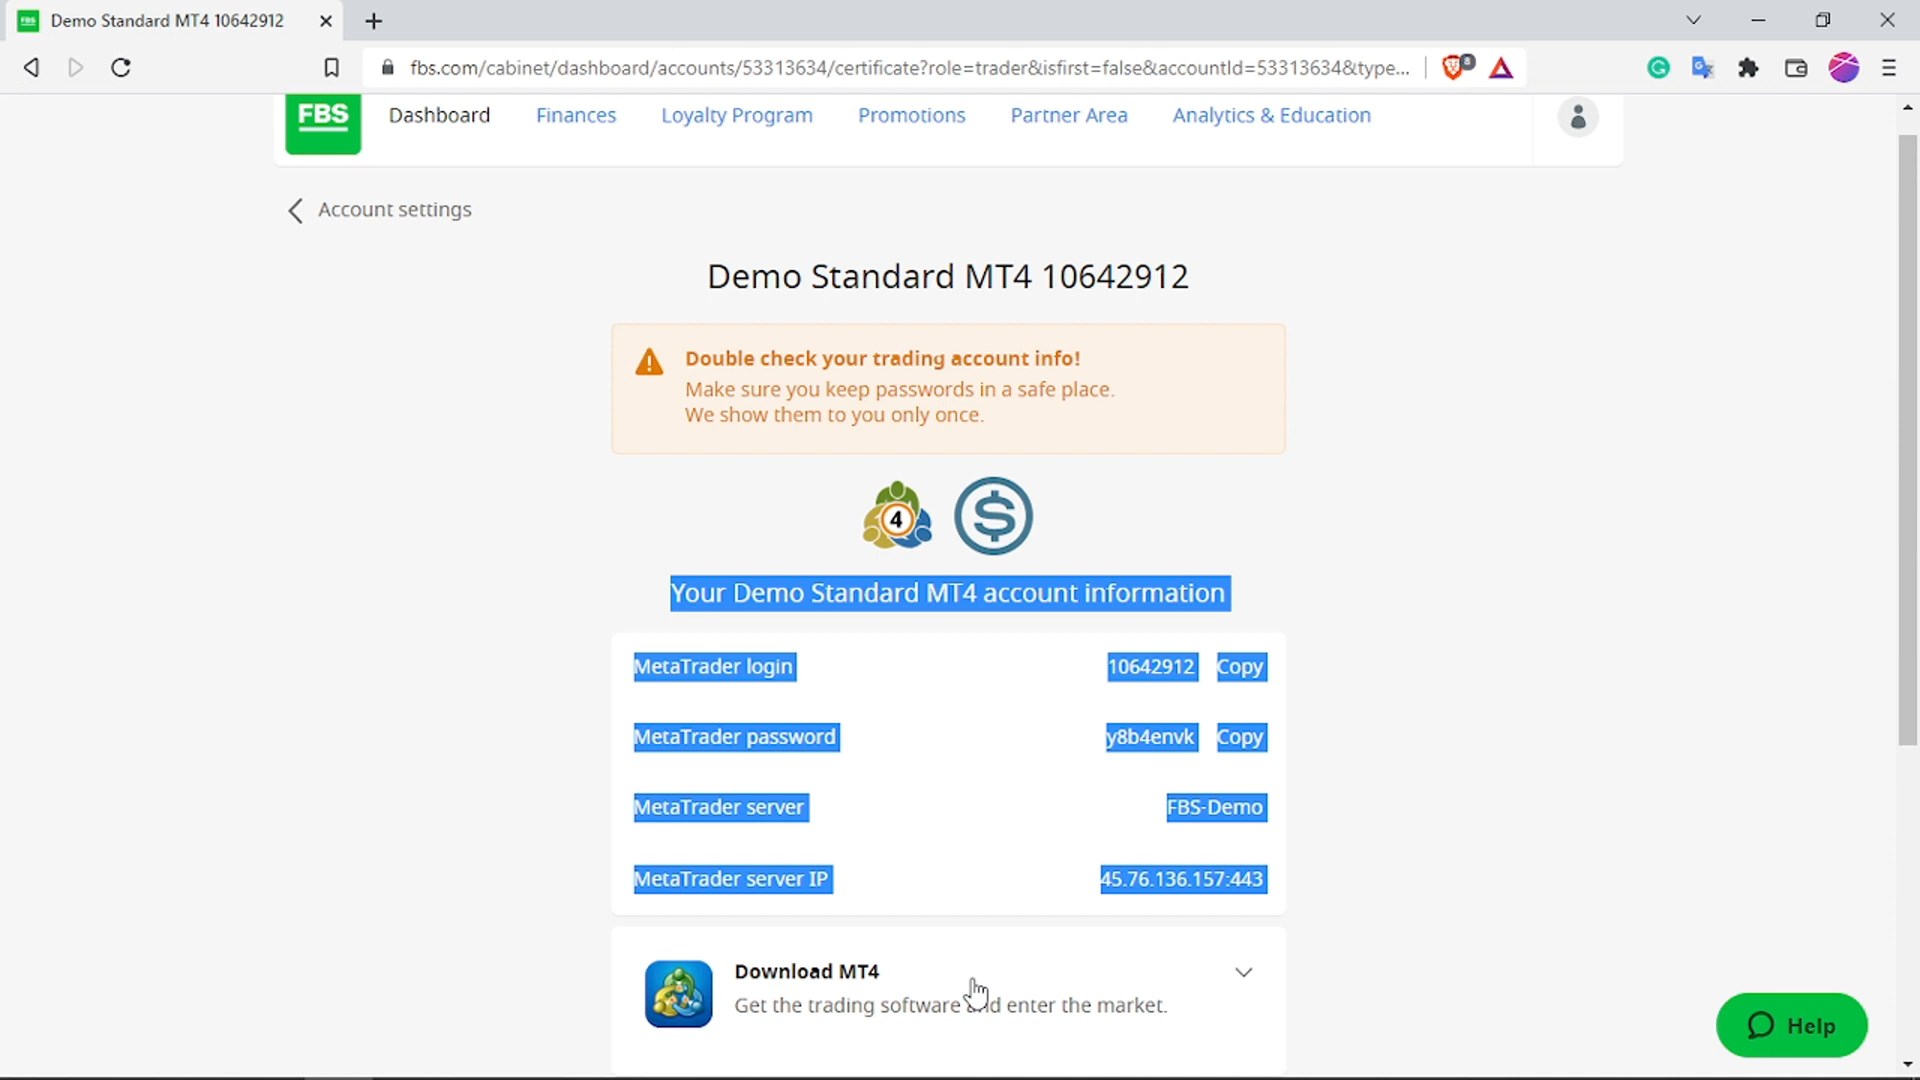 FBS Demo Standard MT4 10642912
fbs.com/cabinet/dashboard/accounts/53313634/certificate?role=trader&isfirst=false&accountId=53313634&type...
8
FBS Dashboard Finances Loyalty Program Promotions Partner Area Analytics & Education
Account settings
Demo Standard MT4 10642912
Double check your trading account info!
Make sure you keep passwords in a safe place.
We show them to you only once.
4 $
Your Demo Standard MT4 account information
MetaTrader login 10642912 Copy
MetaTrader password y8b4envk Copy
MetaTrader server FBS-Demo
MetaTrader server IP 45.76.136.157:443
Download MT4
Get the trading software and enter the market.
Help